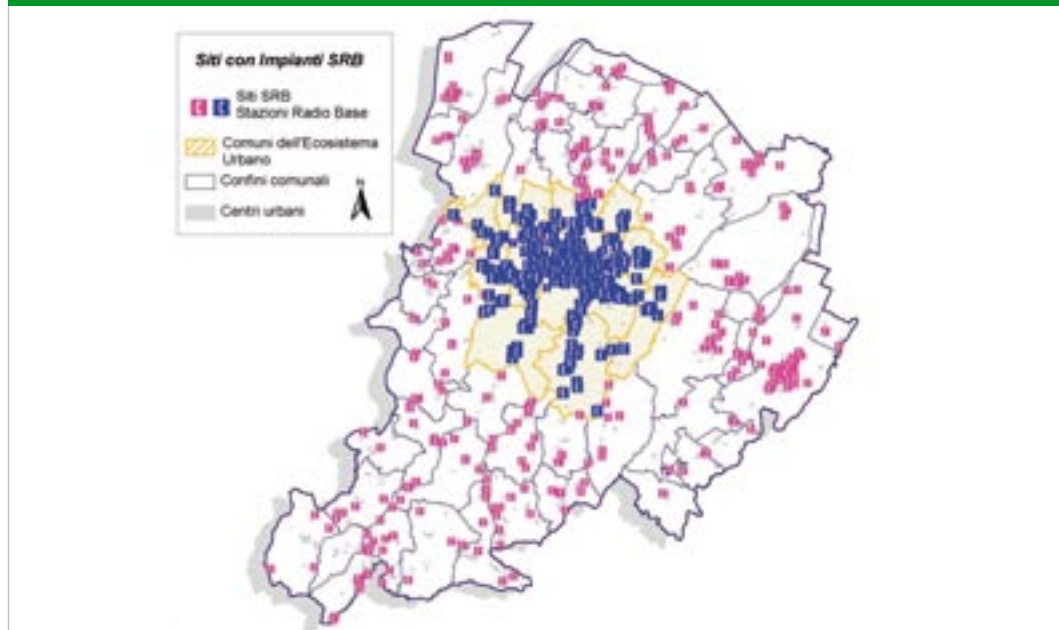 Siti con Impianti SRB
Siti SRB
Stazioni Radio Base
Comuni dell'Ecosistema
Urbano
Confini comunali
N
Centri urbani